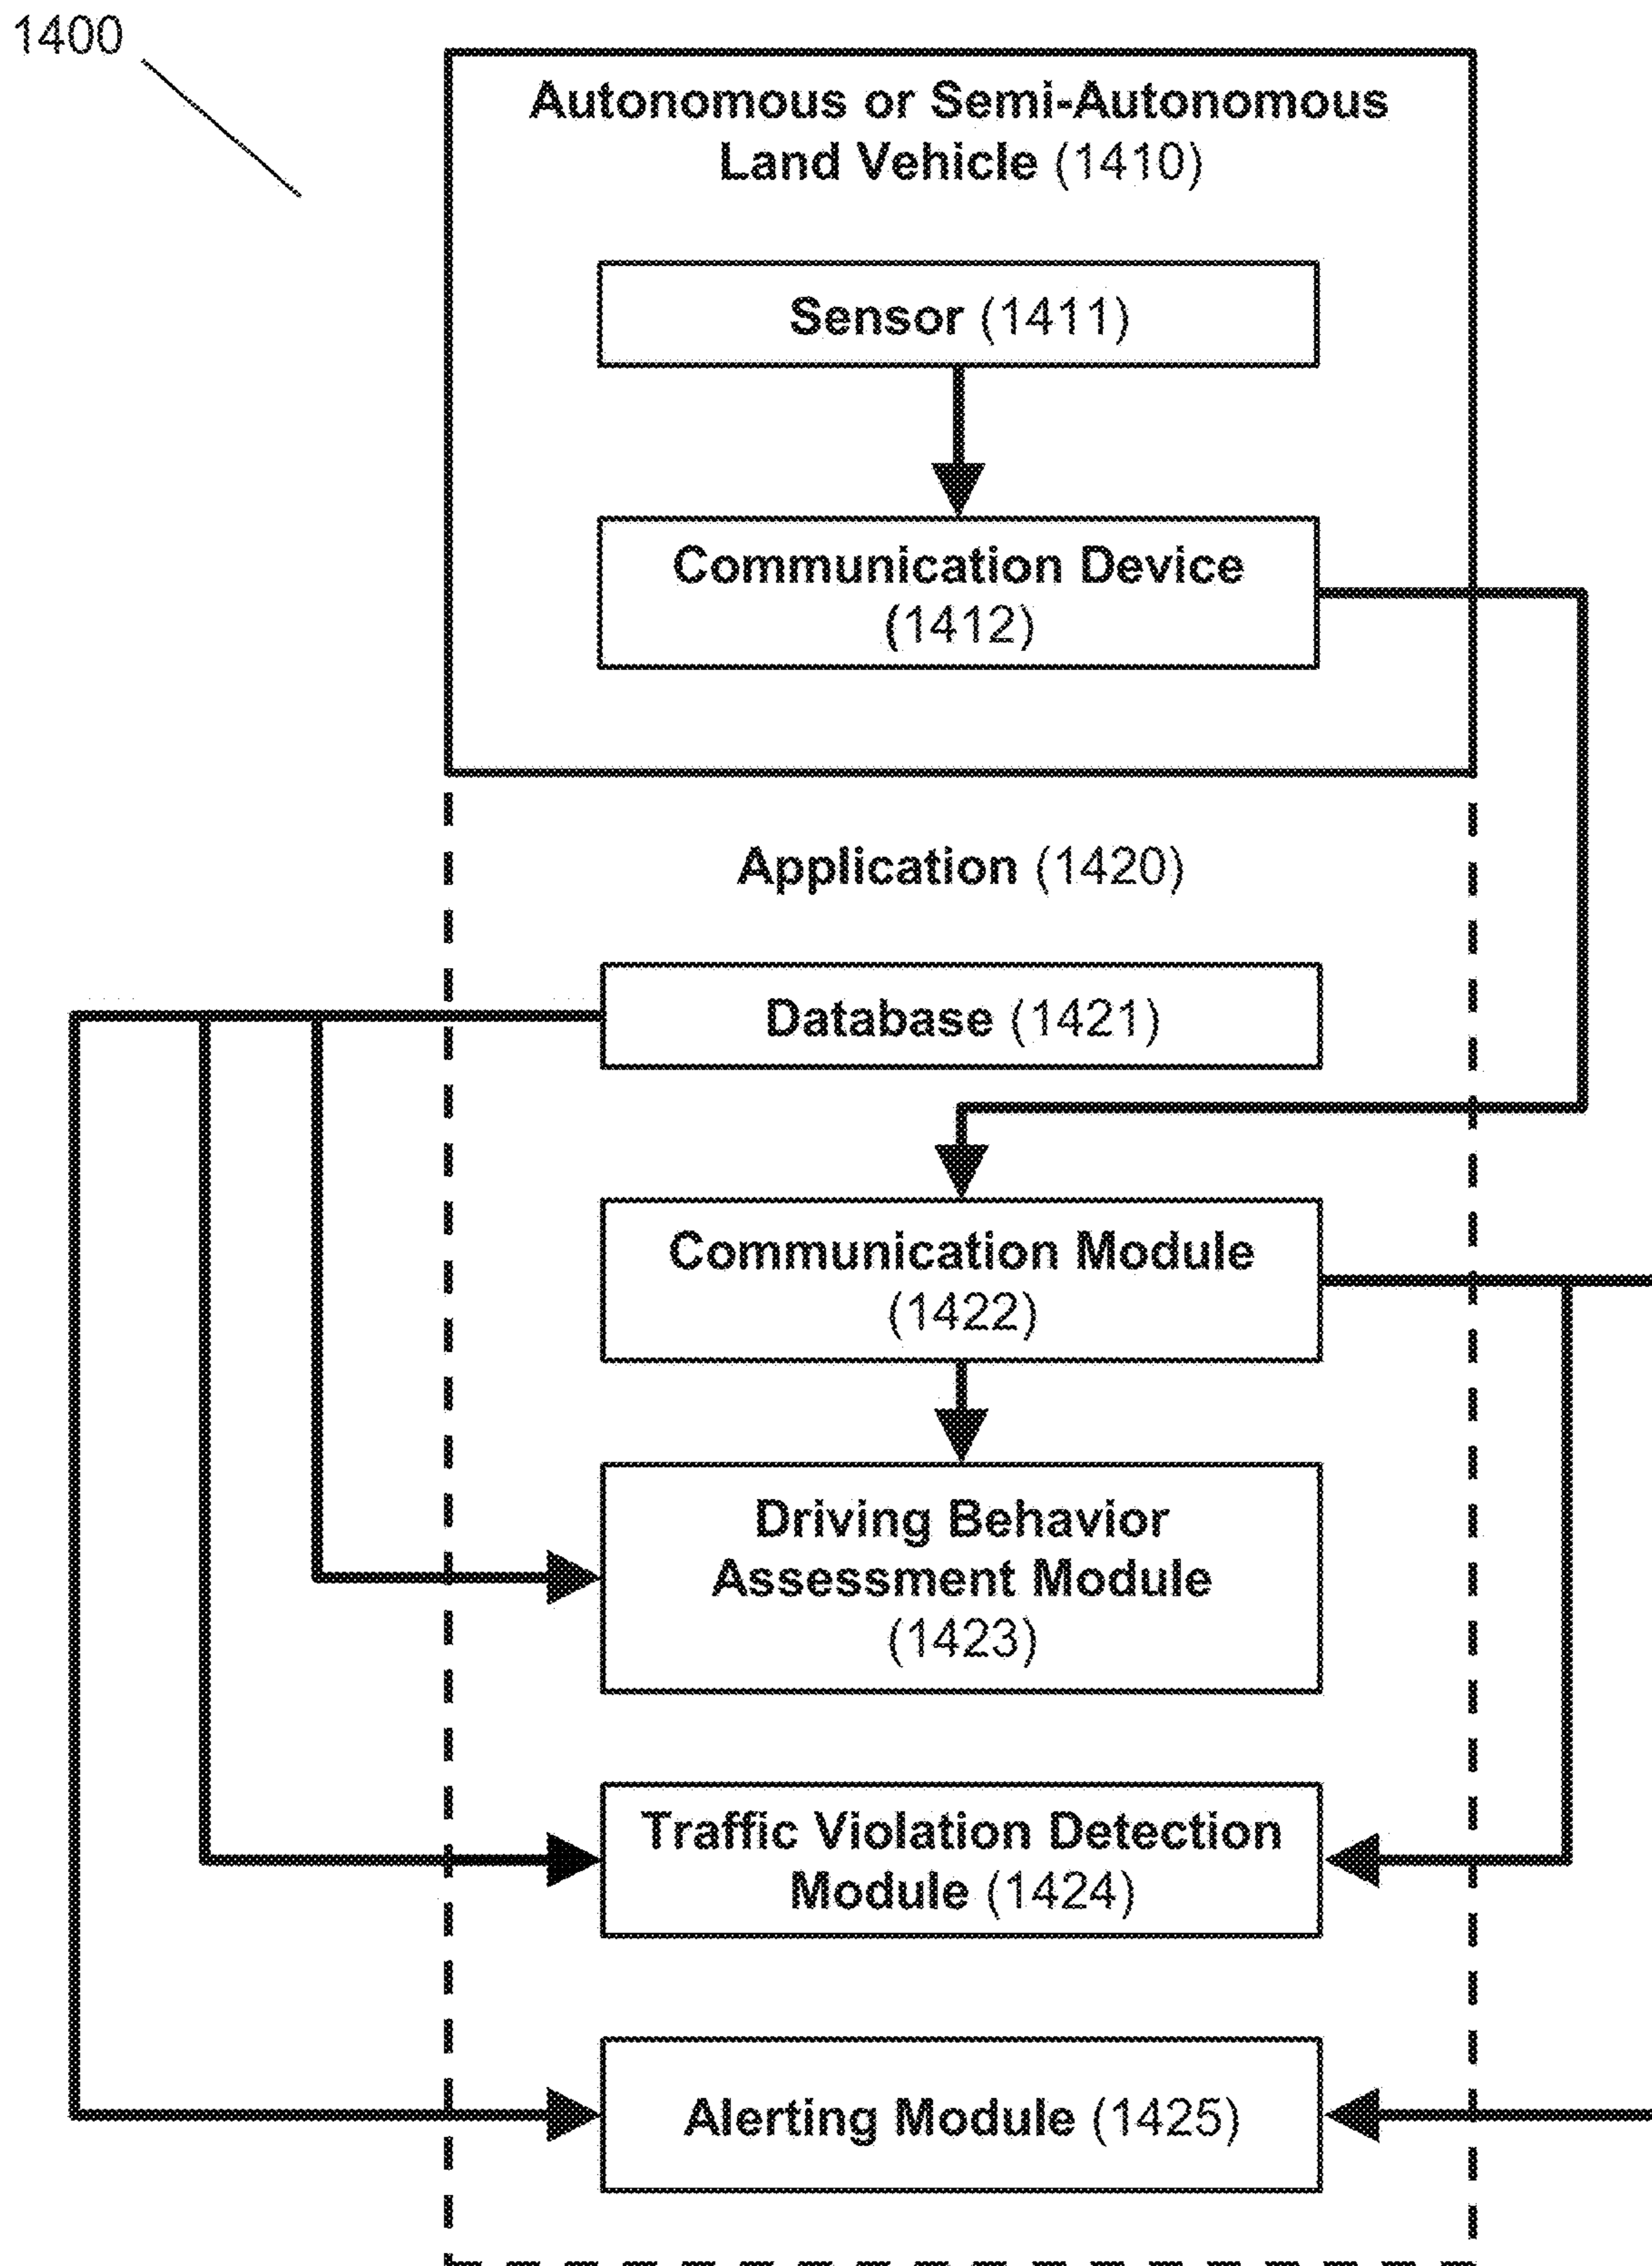 1400
Autonomous or Semi-Autonomous
Land Vehicle (1410)
Sensor (1411)
Communication Device
(1412)
Application (1420)
Database (1421)
Communication Module
(1422)
Driving Behavior
Assessment Module
(1423)
Traffic Violation Detection
Module (1424)
Alerting Module (1425)